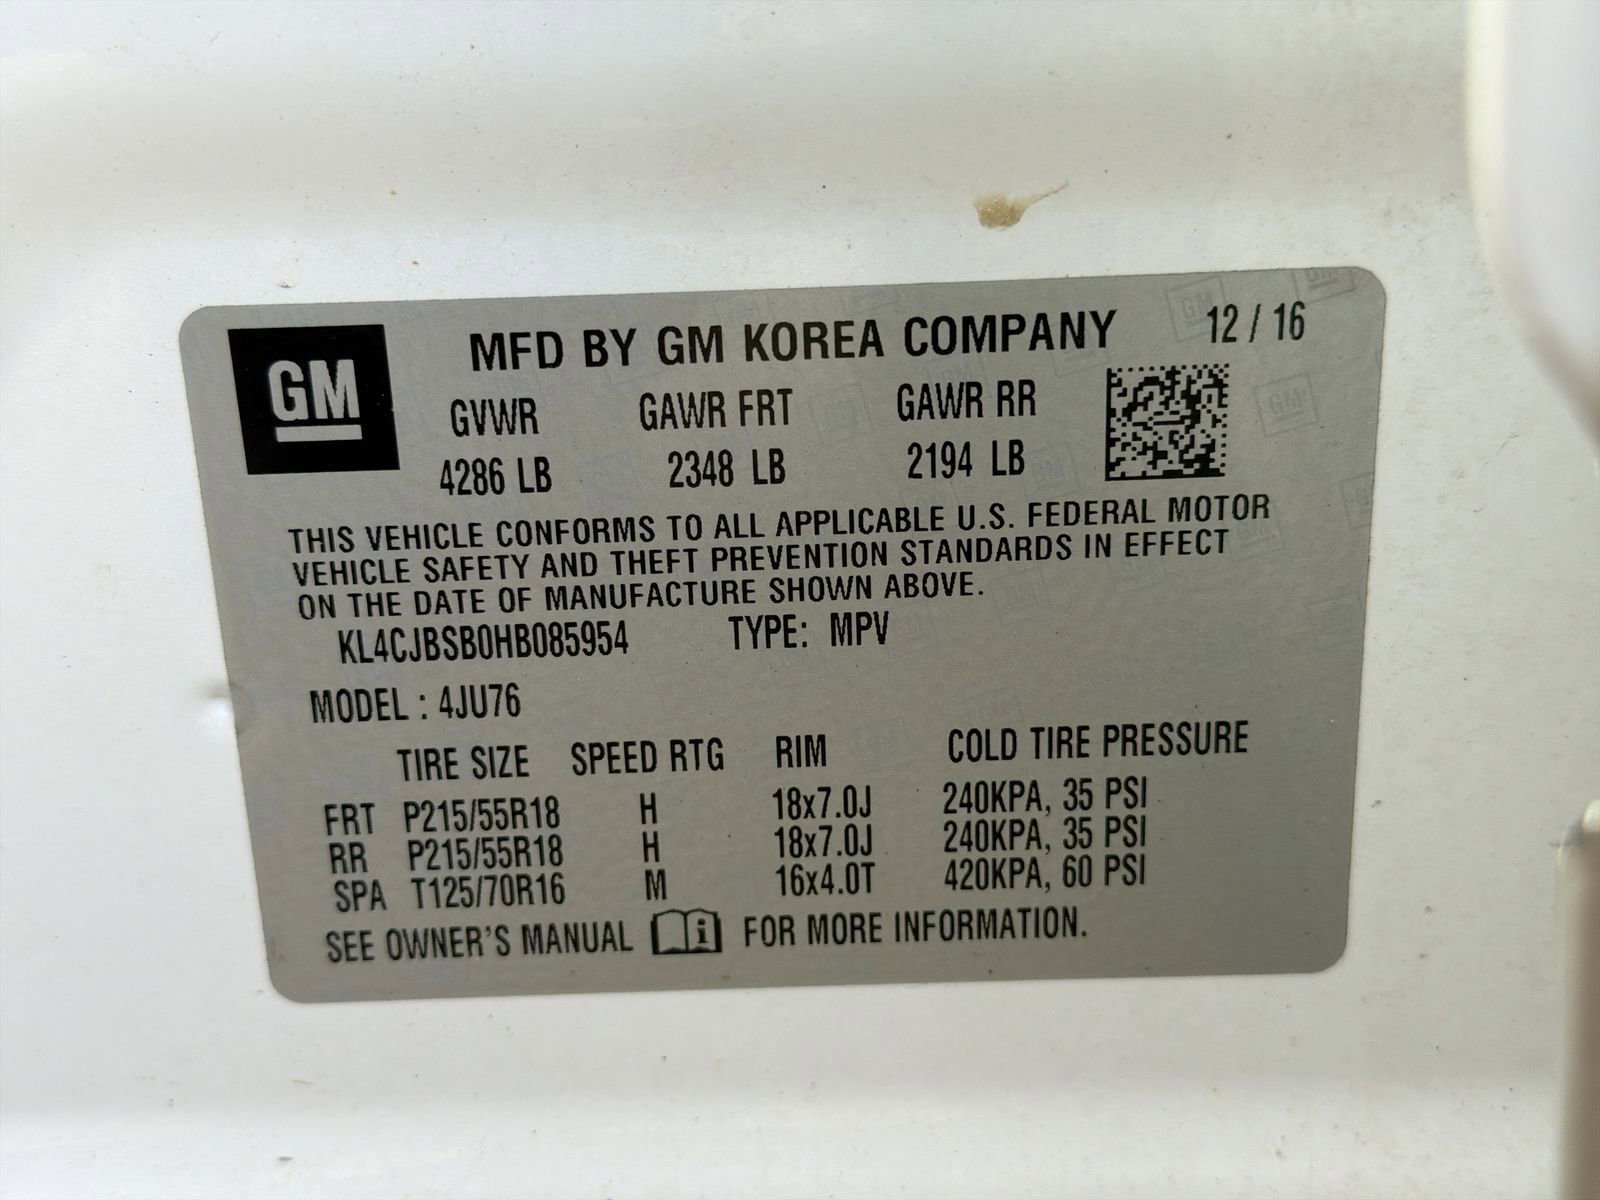 GM
MFD BY GM KOREA COMPANY 12 / 16
GVWR GAWR FRT GAWR RR
4286 LB 2348 LB 2194 LB
THIS VEHICLE CONFORMS TO ALL APPLICABLE U.S. FEDERAL MOTOR
VEHICLE SAFETY AND THEFT PREVENTION STANDARDS IN EFFECT
ON THE DATE OF MANUFACTURE SHOWN ABOVE.
KL4CJBSB0HB085954 TYPE: MPV
MODEL : 4JU76
TIRE SIZE SPEED RTG RIM COLD TIRE PRESSURE
FRT P215/55R18 H 18x7.0J 240KPA, 35 PSI
RR P215/55R18 H 18x7.0J 240KPA, 35 PSI
SPA T125/70R16 M 16x4.0T 420KPA, 60 PSI
SEE OWNER'S MANUAL i FOR MORE INFORMATION.